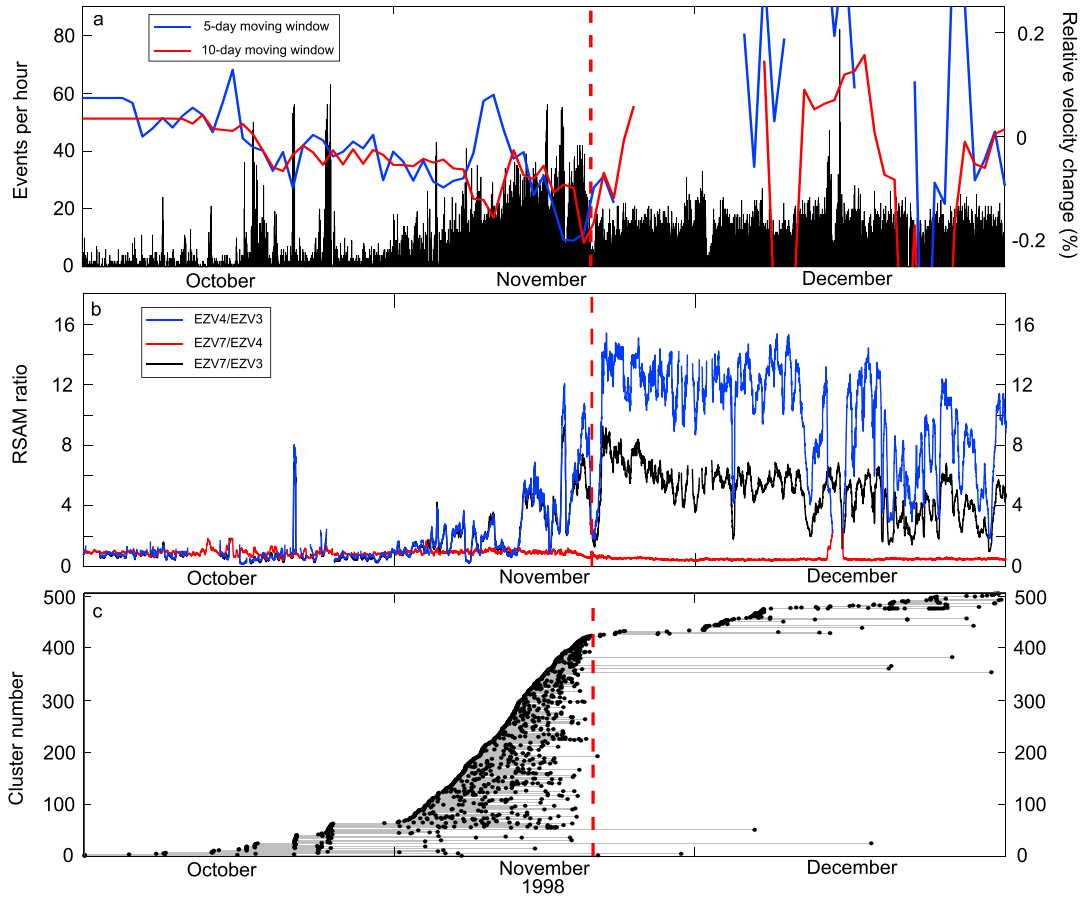 a
5-day moving window
10-day moving window
Events per hour
80
60
40
20
0
Relative velocity change (%)
0.2
0
-0.2
October
November
December
b
EZV4/EZV3
EZV7/EZV4
EZV7/EZV3
RSAM ratio
16
12
8
4
0
16
12
8
4
0
October
November
December
c
Cluster number
500
400
300
200
100
0
500
400
300
200
100
0
October
November
December
1998